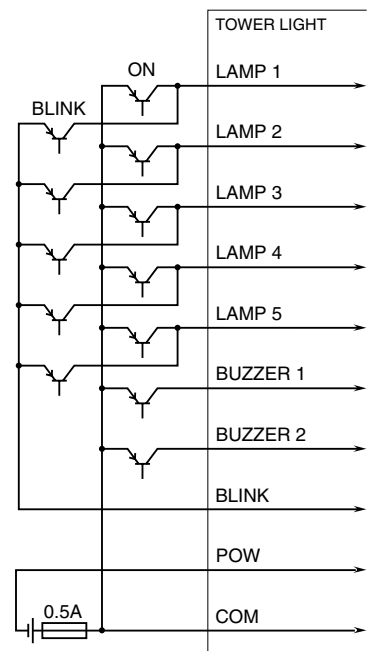 TOWER LIGHT
ON
LAMP 1
BLINK
LAMP 2
LAMP 3
LAMP 4
LAMP 5
BUZZER 1
BUZZER 2
BLINK
POW
0.5A
COM